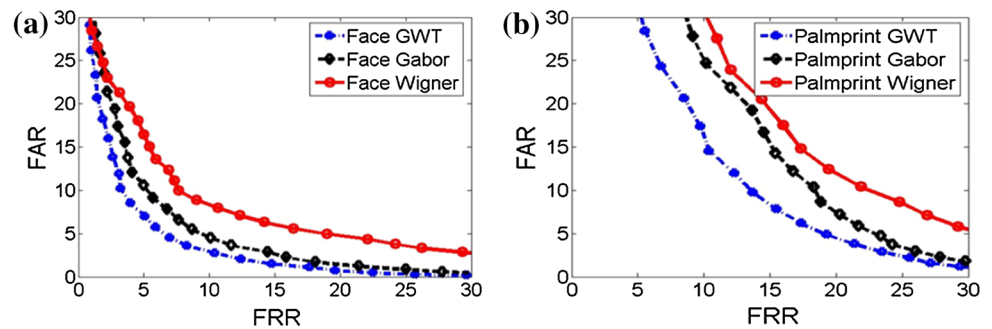 (a)
30
25
20
15
10
5
0
FAR
0 5 10 15 20 25 30
FRR
Face GWT
Face Gabor
Face Wigner
(b)
30
25
20
15
10
5
0
FAR
0 5 10 15 20 25 30
FRR
Palmprint GWT
Palmprint Gabor
Palmprint Wigner